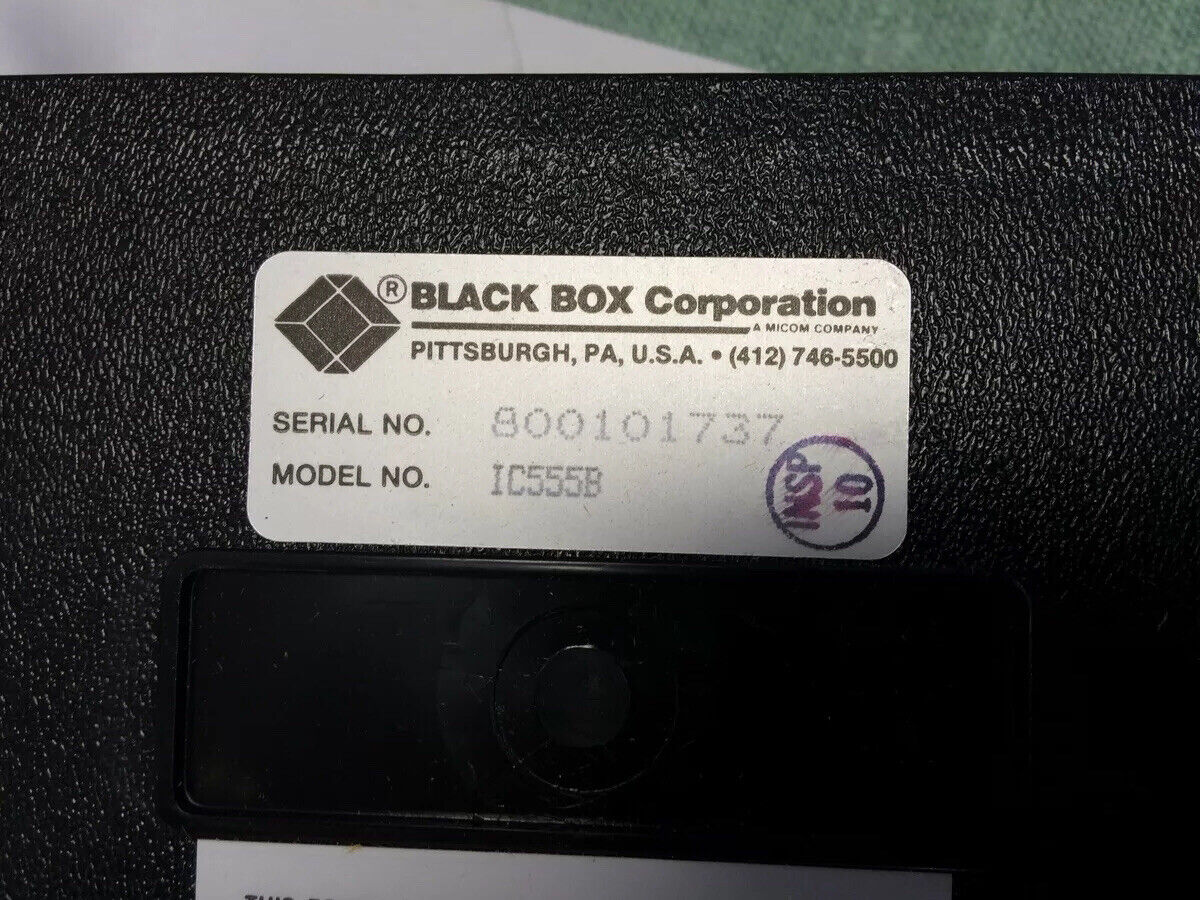 ® BLACK BOX Corporation
A MICOM COMPANY
PITTSBURGH, PA, U.S.A. • (412) 746-5500
SERIAL NO. 800101737
MODEL NO. IC555B
INSP
10